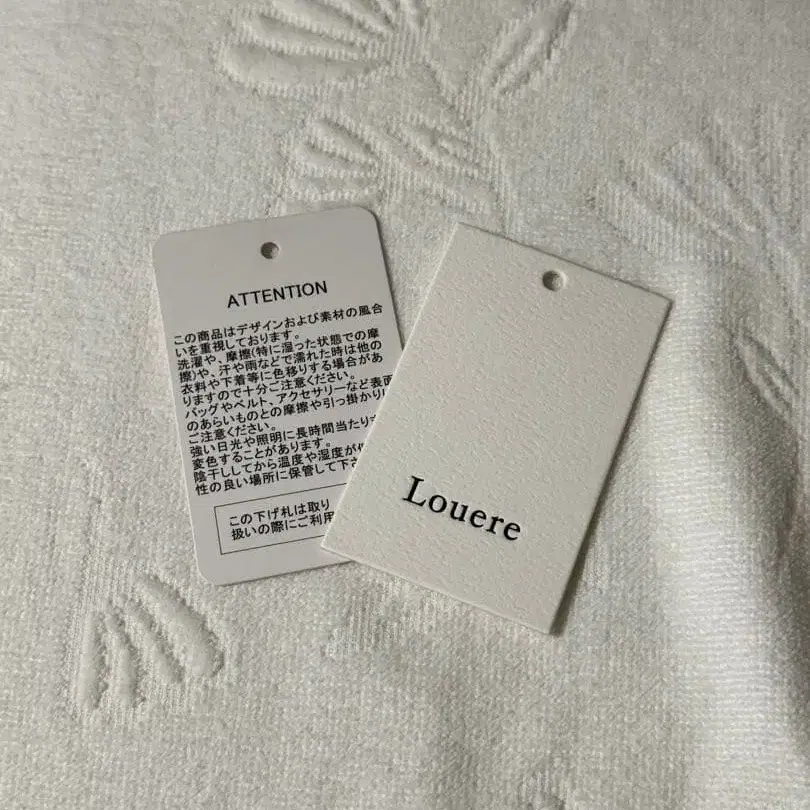 ATTENTION
この商品はデザインおよび素材の風合
いを重視しております。
洗濯や、摩擦(特に湿った状態での摩
擦)や、汗や雨などで濡れた時は他の
衣料や下着等に色移りする場合があ
りますので十分ご注意ください。
バッグやベルト、アクセサリーなど表面
のあらいものとの摩擦や引っ掛かりに
ご注意ください。
強い日光や照明に長時間当たります
変色することがあります。
陰干ししてから温度や湿度が
性の良い場所に保管して下
この下げ札は取り
扱いの際にご利用
Louere